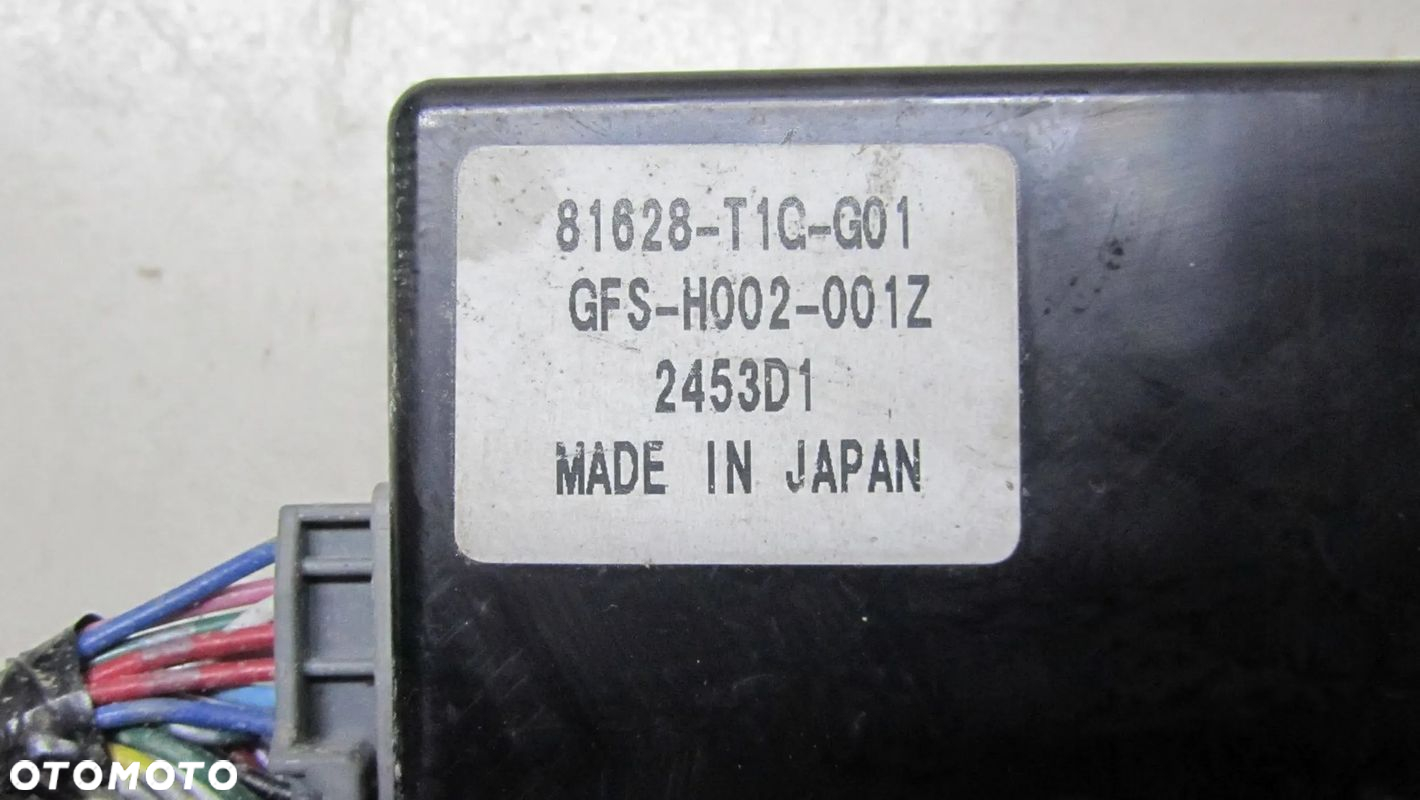 81628-T1G-G01
GFS-H002-001Z
2453D1
MADE IN JAPAN
OTOMOTO